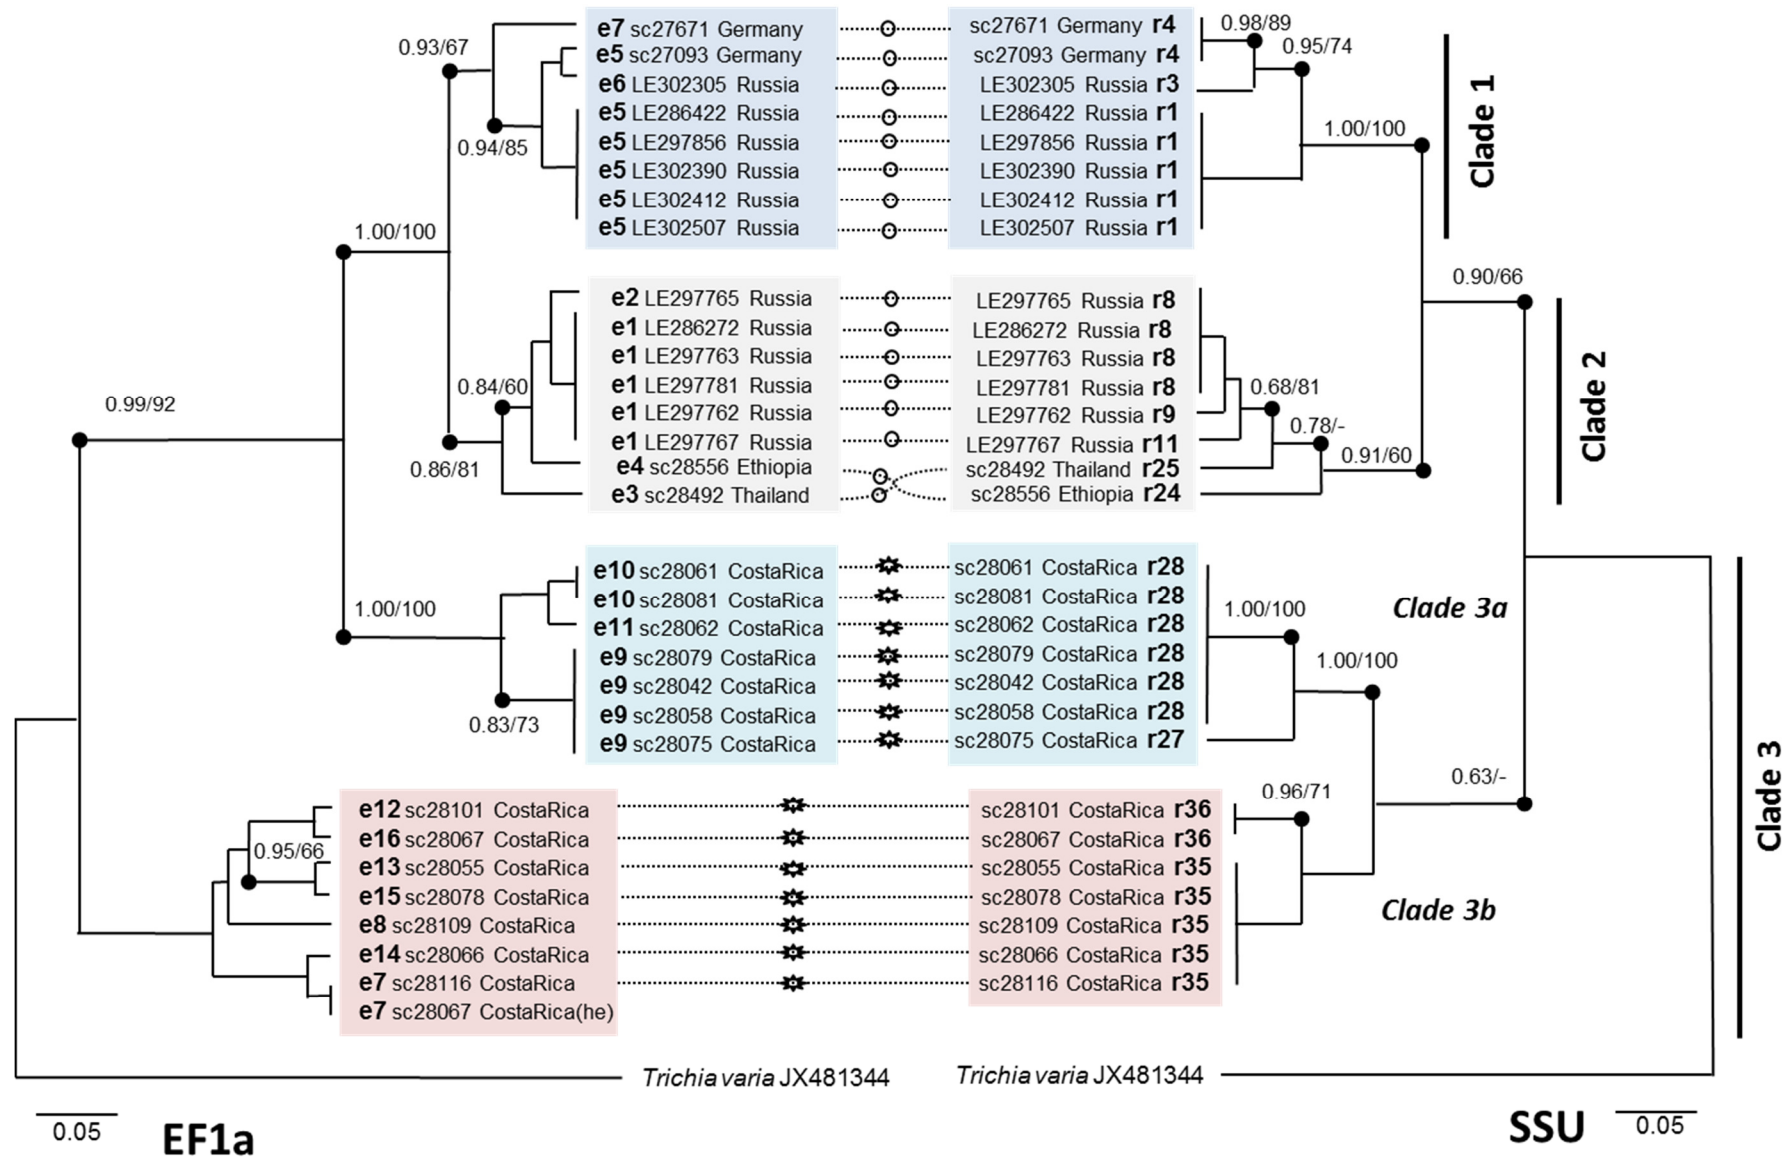 e7 sc27671 Germany
e5 sc27093 Germany
e6 LE302305 Russia
e5 LE286422 Russia
e5 LE297856 Russia
e5 LE302390 Russia
e5 LE302412 Russia
e5 LE302507 Russia
sc27671 Germany r4
sc27093 Germany r4
LE302305 Russia r3
LE286422 Russia r1
LE297856 Russia r1
LE302390 Russia r1
LE302412 Russia r1
LE302507 Russia r1
0.93/67
0.94/85
1.00/100
0.98/89
0.95/74
1.00/100
Clade 1
e2 LE297765 Russia
e1 LE286272 Russia
e1 LE297763 Russia
e1 LE297781 Russia
e1 LE297762 Russia
e1 LE297767 Russia
e4 sc28556 Ethiopia
e3 sc28492 Thailand
LE297765 Russia r8
LE286272 Russia r8
LE297763 Russia r8
LE297781 Russia r8
LE297762 Russia r9
LE297767 Russia r11
sc28492 Thailand r25
sc28556 Ethiopia r24
0.99/92
0.84/60
0.86/81
0.90/66
0.68/81
0.78/-
0.91/60
Clade 2
e10 sc28061 CostaRica
e10 sc28081 CostaRica
e11 sc28062 CostaRica
e9 sc28079 CostaRica
e9 sc28042 CostaRica
e9 sc28058 CostaRica
e9 sc28075 CostaRica
sc28061 CostaRica r28
sc28081 CostaRica r28
sc28062 CostaRica r28
sc28079 CostaRica r28
sc28042 CostaRica r28
sc28058 CostaRica r28
sc28075 CostaRica r27
1.00/100
0.83/73
1.00/100
1.00/100
Clade 3a
e12 sc28101 CostaRica
e16 sc28067 CostaRica
e13 sc28055 CostaRica
e15 sc28078 CostaRica
e8 sc28109 CostaRica
e14 sc28066 CostaRica
e7 sc28116 CostaRica
e7 sc28067 CostaRica(he)
sc28101 CostaRica r36
sc28067 CostaRica r36
sc28055 CostaRica r35
sc28078 CostaRica r35
sc28109 CostaRica r35
sc28066 CostaRica r35
sc28116 CostaRica r35
0.95/66
0.96/71
0.63/-
Clade 3b
Clade 3
Trichia varia JX481344
Trichia varia JX481344
0.05
EF1a
SSU
0.05